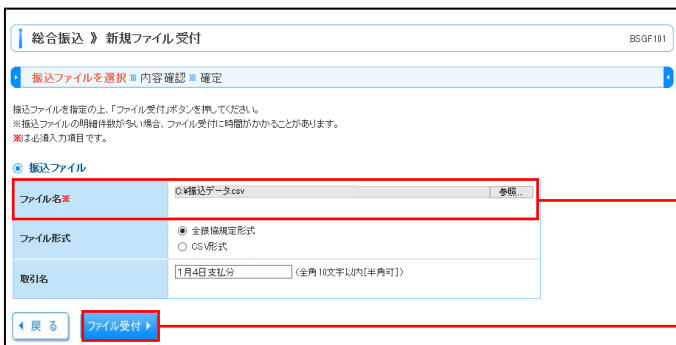 総合振込 》 新規ファイル受付
BSGF101
振込ファイルを選択 ⫸ 内容確認 ⫸ 確定
振込ファイルを指定の上、「ファイル受付」ボタンを押してください。
※振込ファイルの明細件数が多い場合、ファイル受付に時間がかかることがあります。
※は必須入力項目です。
振込ファイル
ファイル名※ C:¥振込データ.csv 参照...
ファイル形式 全銀協規定形式
CSV形式
取引名 1月4日支払分 (全角10文字以内[半角可])
戻 る ファイル受付